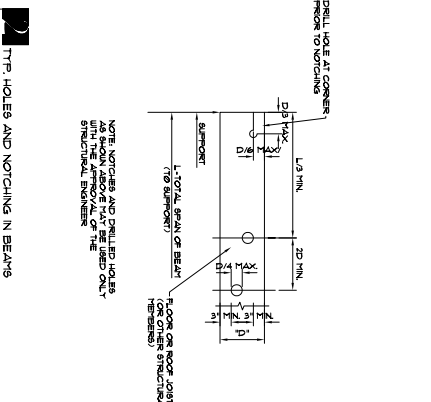 DRILL HOLE AT CORNER
PRIOR TO NOTCHING
D/3 MAX.
L/3 MIN.
2D MIN.
D/6 MAX
SUPPORT
D/4 MAX.
3" MIN.
3" MIN.
"D"
L-TOTAL SPAN OF BEAM
(TO SUPPORT)
FLOOR OR ROOF JOIST
(OR OTHER STRUCTURA
MEMBERS)
NOTE: NOTCHES AND DRILLED HOLES
AS SHOWN ABOVE MAY BE USED ONLY
WITH THE APPROVAL OF THE
STRUCTURAL ENGINEER
TYP. HOLES AND NOTCHING IN BEAMS